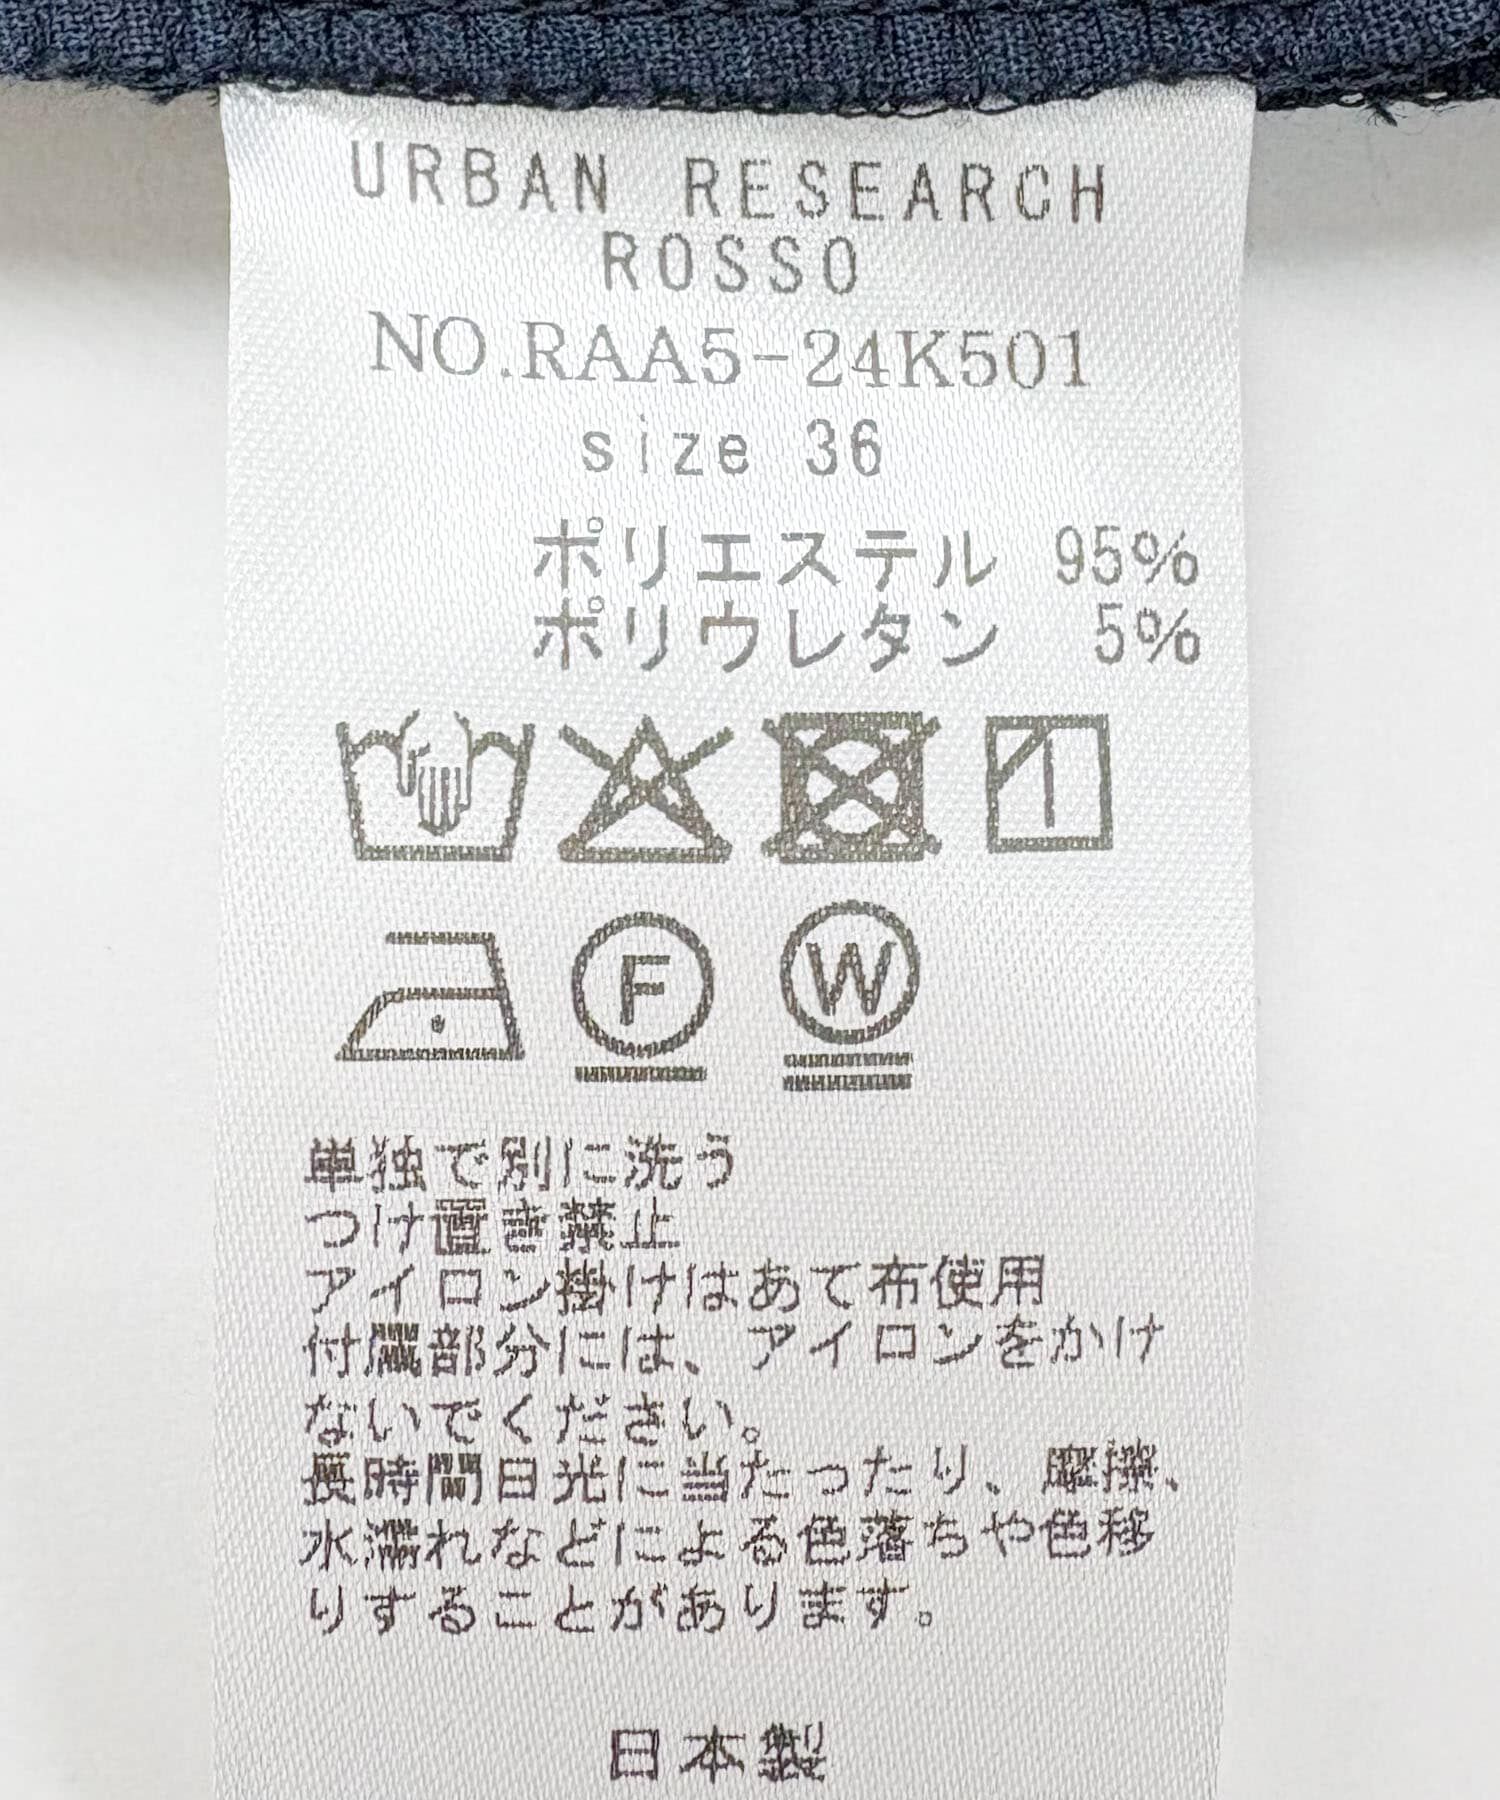 URBAN RESEARCH
ROSSO
NO.RAA5-24K501
size 36
ポリエステル 95%
ポリウレタン 5%
F
W
単独で別に洗う
つけ置き禁止
アイロン掛けはあて布使用
付属部分には、アイロンをかけ
ないでください。
長時間日光に当たったり、摩擦、
水濡れなどによる色落ちや色移
りすることがあります。
日本製